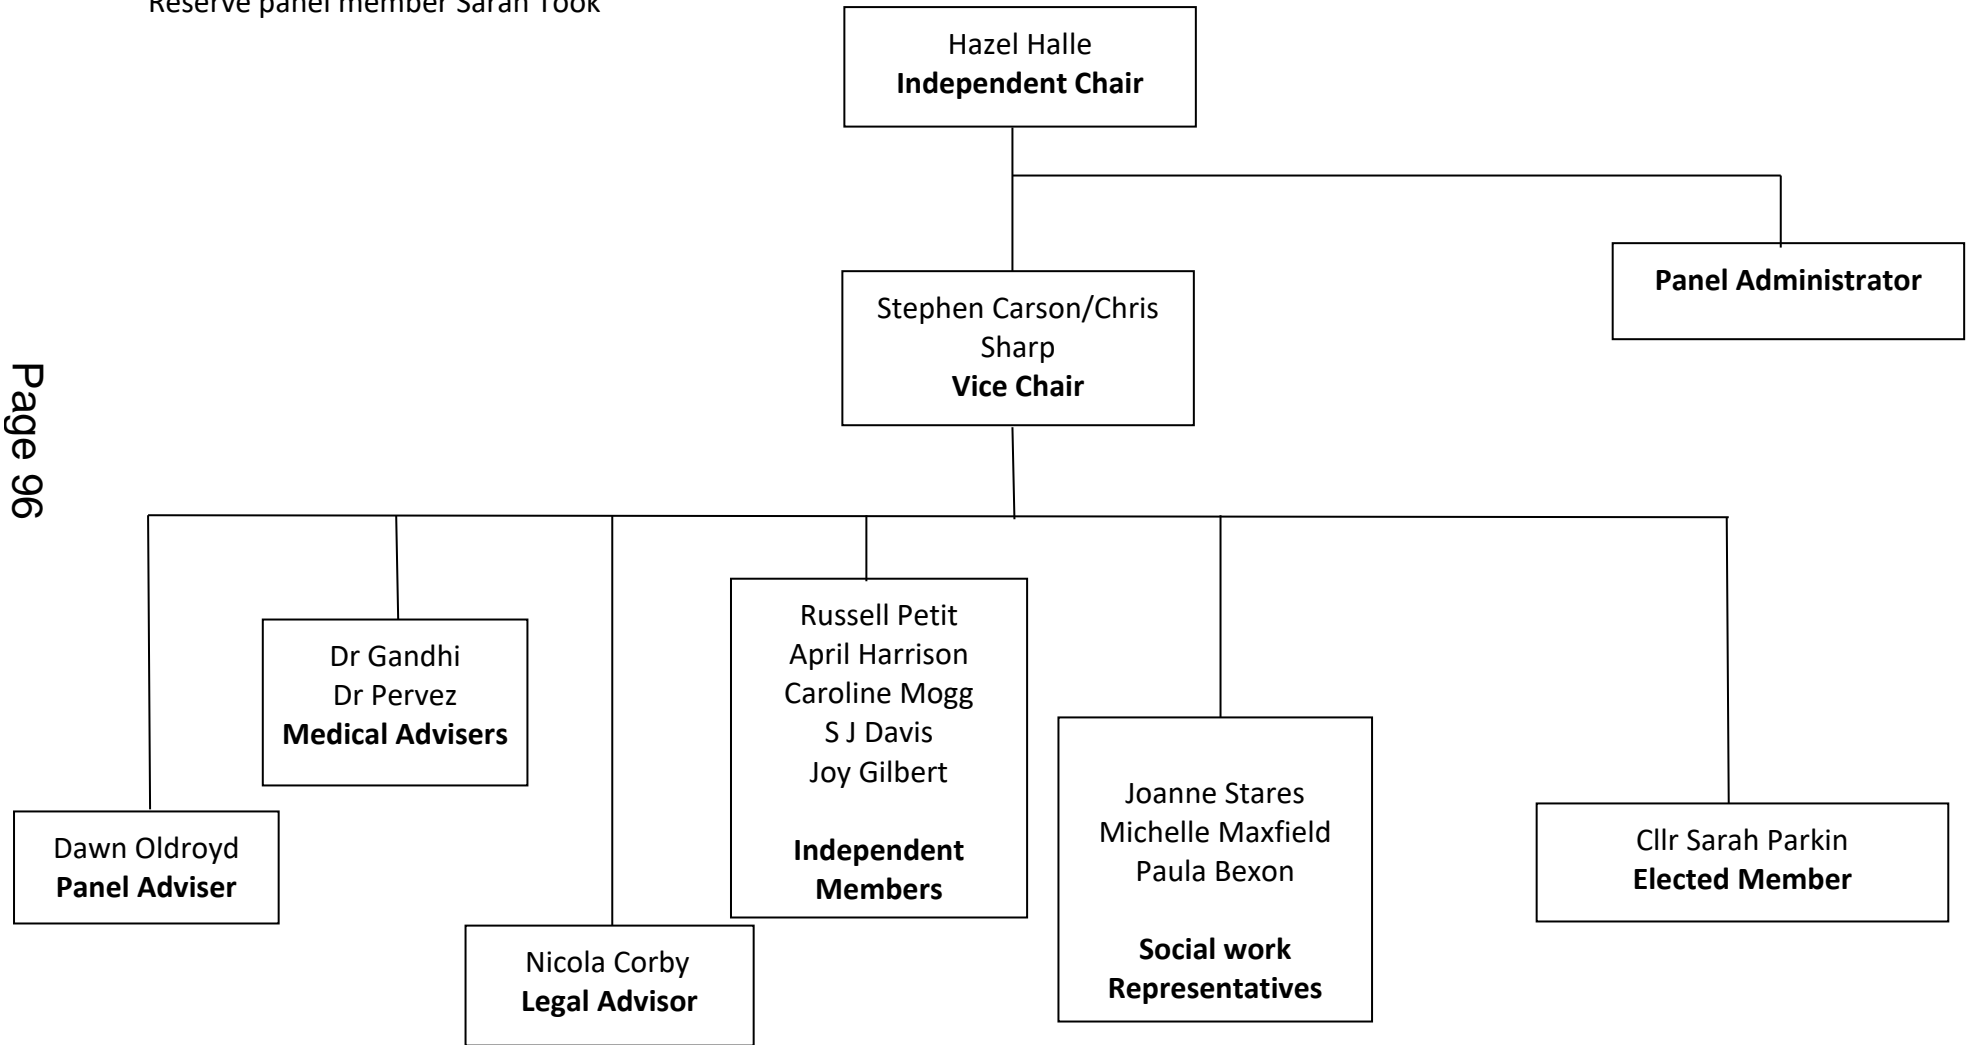 Reserve panel member Sarah Took
Hazel Halle
Independent Chair
Panel Administrator
Stephen Carson/Chris
Sharp
Vice Chair
Page 96
Dr Gandhi
Dr Pervez
Medical Advisers
Russell Petit
April Harrison
Caroline Mogg
S J Davis
Joy Gilbert
Independent
Members
Joanne Stares
Michelle Maxfield
Paula Bexon
Social work
Representatives
Cllr Sarah Parkin
Elected Member
Dawn Oldroyd
Panel Adviser
Nicola Corby
Legal Advisor